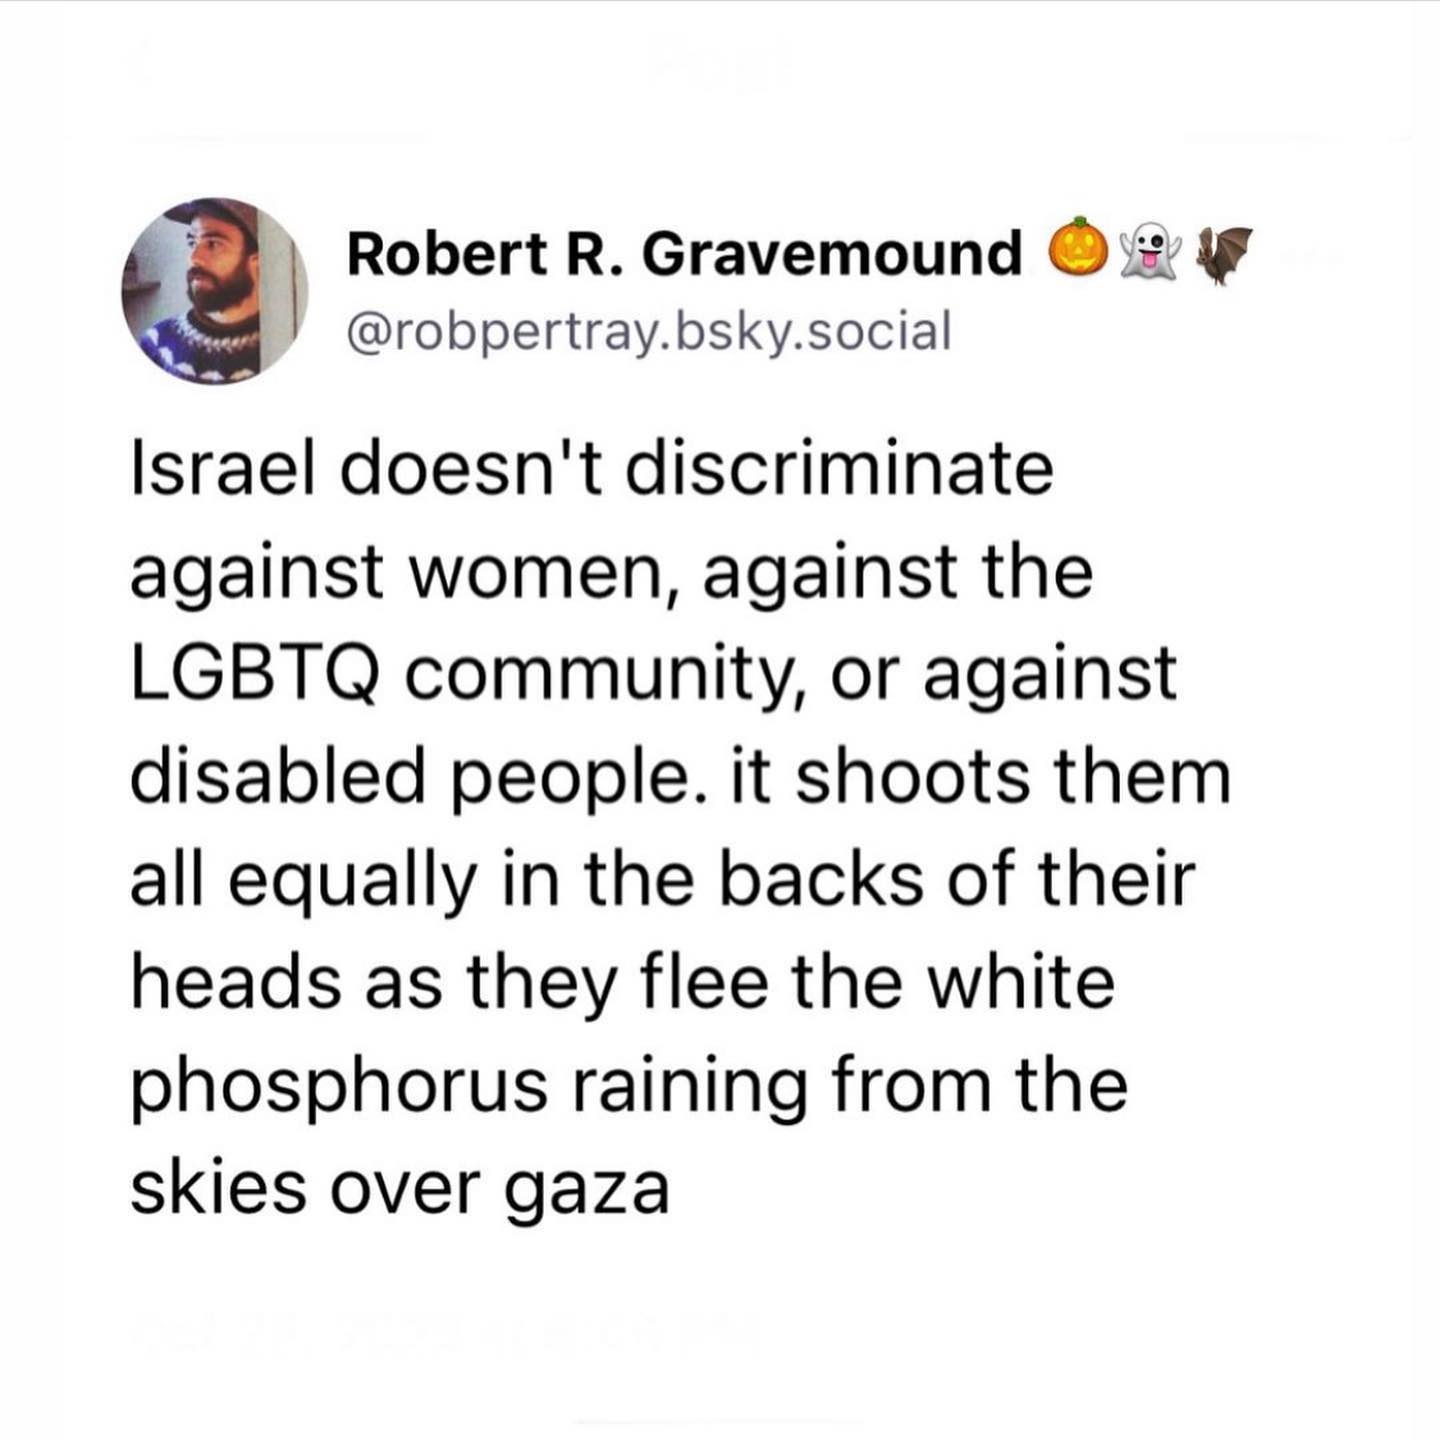 Robert R. Gravemound 🎃👻🦇
@robpertray.bsky.social
Israel doesn't discriminate
against women, against the
LGBTQ community, or against
disabled people. it shoots them
all equally in the backs of their
heads as they flee the white
phosphorus raining from the
skies over gaza